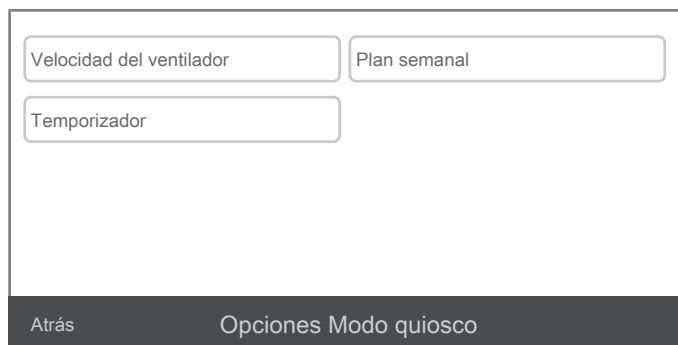 Velocidad del ventilador
Plan semanal
Temporizador
Atrás
Opciones Modo quiosco